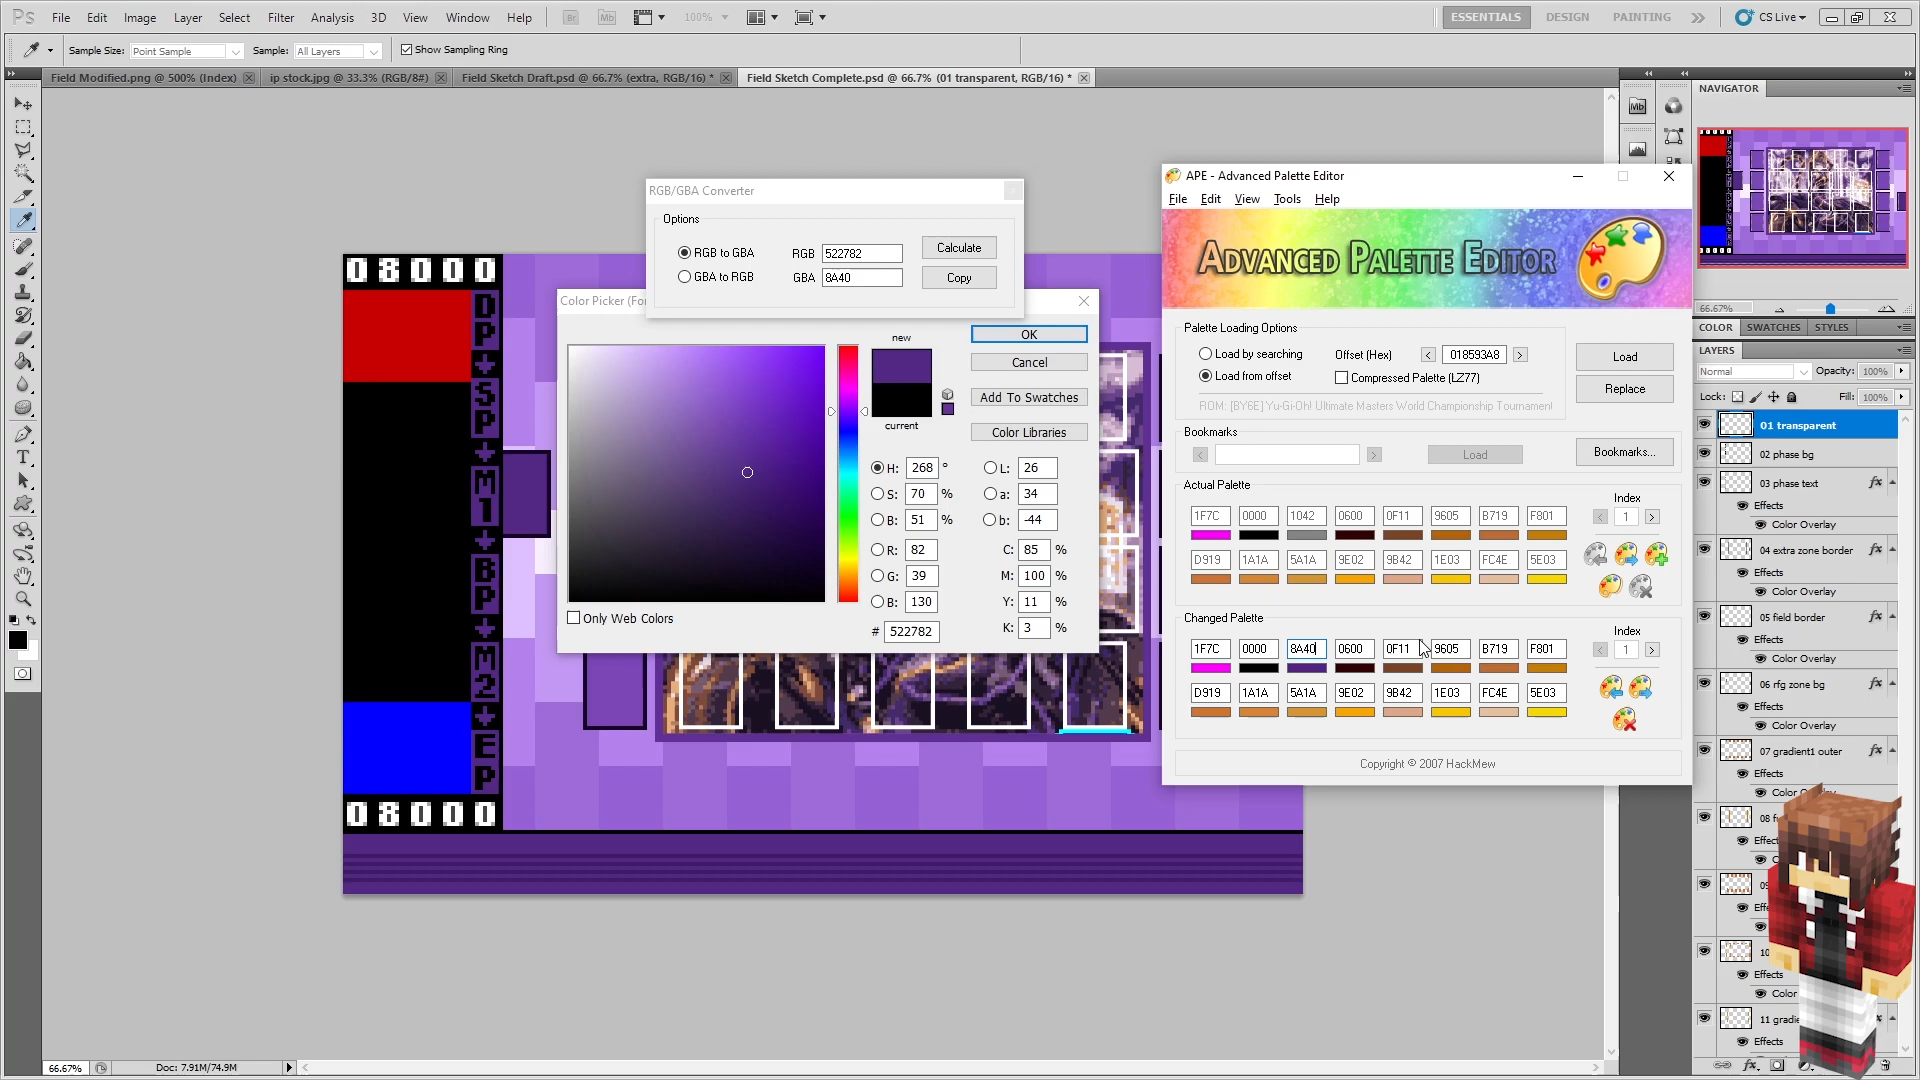 Ps File Edit Image Layer Select Filter Analysis 3D View Window Help Br Mb 100% ESSENTIALS DESIGN PAINTING CS Live
Sample Size: Point Sample Sample: All Layers Show Sampling Ring
Field Modified.png @ 500% (Index) ip stock.jpg @ 33.3% (RGB/8#) Field Sketch Draft.psd @ 66.7% (extra, RGB/16) * Field Sketch Complete.psd @ 66.7% (01 transparent, RGB/16) *
NAVIGATOR
66.67%
COLOR SWATCHES STYLES
LAYERS
Normal Opacity: 100%
Lock: Fill: 100%
01 transparent
02 phase bg
03 phase text fx
Effects
Color Overlay
04 extra zone border fx
Effects
Color Overlay
05 field border fx
Effects
Color Overlay
06 rfg zone bg fx
Effects
Color Overlay
07 gradient1 outer fx
Effects
08
11
RGB/GBA Converter
Options
RGB to GBA RGB 522782 Calculate
GBA to RGB GBA 8A40 Copy
new
current
OK
Cancel
Add To Swatches
Color Libraries
H: 268 ° L: 26
S: 70 % a: 34
B: 51 % b: -44
R: 82 C: 85 %
G: 39 M: 100 %
B: 130 Y: 11 %
# 522782 K: 3 %
Only Web Colors
APE - Advanced Palette Editor
File Edit View Tools Help
ADVANCED PALETTE EDITOR
Palette Loading Options
Load by searching Offset (Hex) < 018593A8 > Load
Load from offset Compressed Palette (LZ77) Replace
ROM: [BY6E] Yu-Gi-Oh! Ultimate Masters World Championship Tournament
Bookmarks
< > Load Bookmarks...
Actual Palette Index
1F7C 0000 1042 0600 0F11 9605 B719 F801 < 1 >
D919 1A1A 5A1A 9E02 9B42 1E03 FC4E 5E03
Changed Palette Index
1F7C 0000 8A40 0600 0F11 9605 B719 F801 < 1 >
D919 1A1A 5A1A 9E02 9B42 1E03 FC4E 5E03
Copyright © 2007 HackMew
08000
DP
SP
M1
BP
M2
EP
08000
66.67% Doc: 7.91M/74.9M